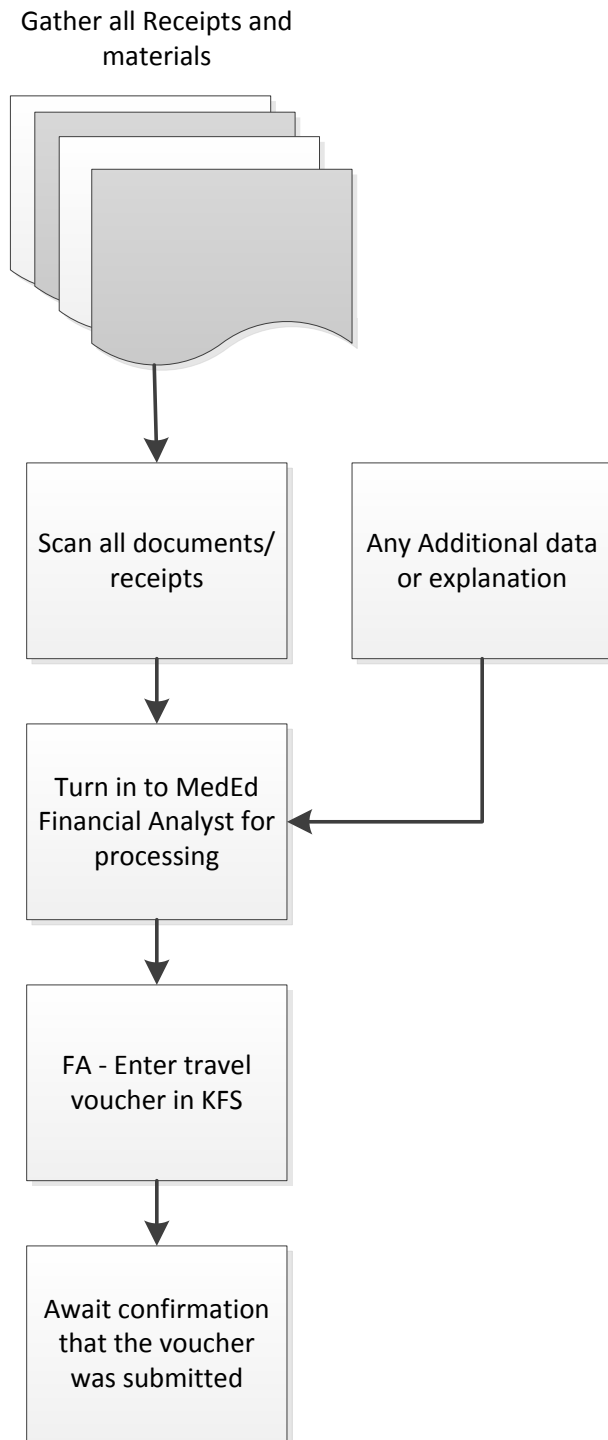 Gather all Receipts and
materials
Scan all documents/
receipts
Any Additional data
or explanation
Turn in to MedEd
Financial Analyst for
processing
FA - Enter travel
voucher in KFS
Await confirmation
that the voucher
was submitted